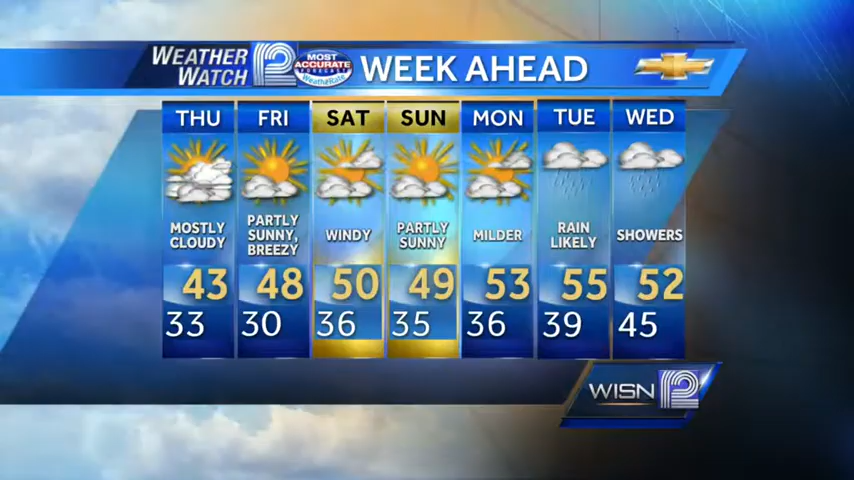 WEATHER
WATCH
12
MOST
ACCURATE
FORECAST
WeatheRate
WEEK AHEAD
THU FRI SAT SUN MON TUE WED
MOSTLY
CLOUDY
PARTLY
SUNNY,
BREEZY
WINDY
PARTLY
SUNNY
MILDER
RAIN
LIKELY
SHOWERS
43 48 50 49 53 55 52
33 30 36 35 36 39 45
WISN 12